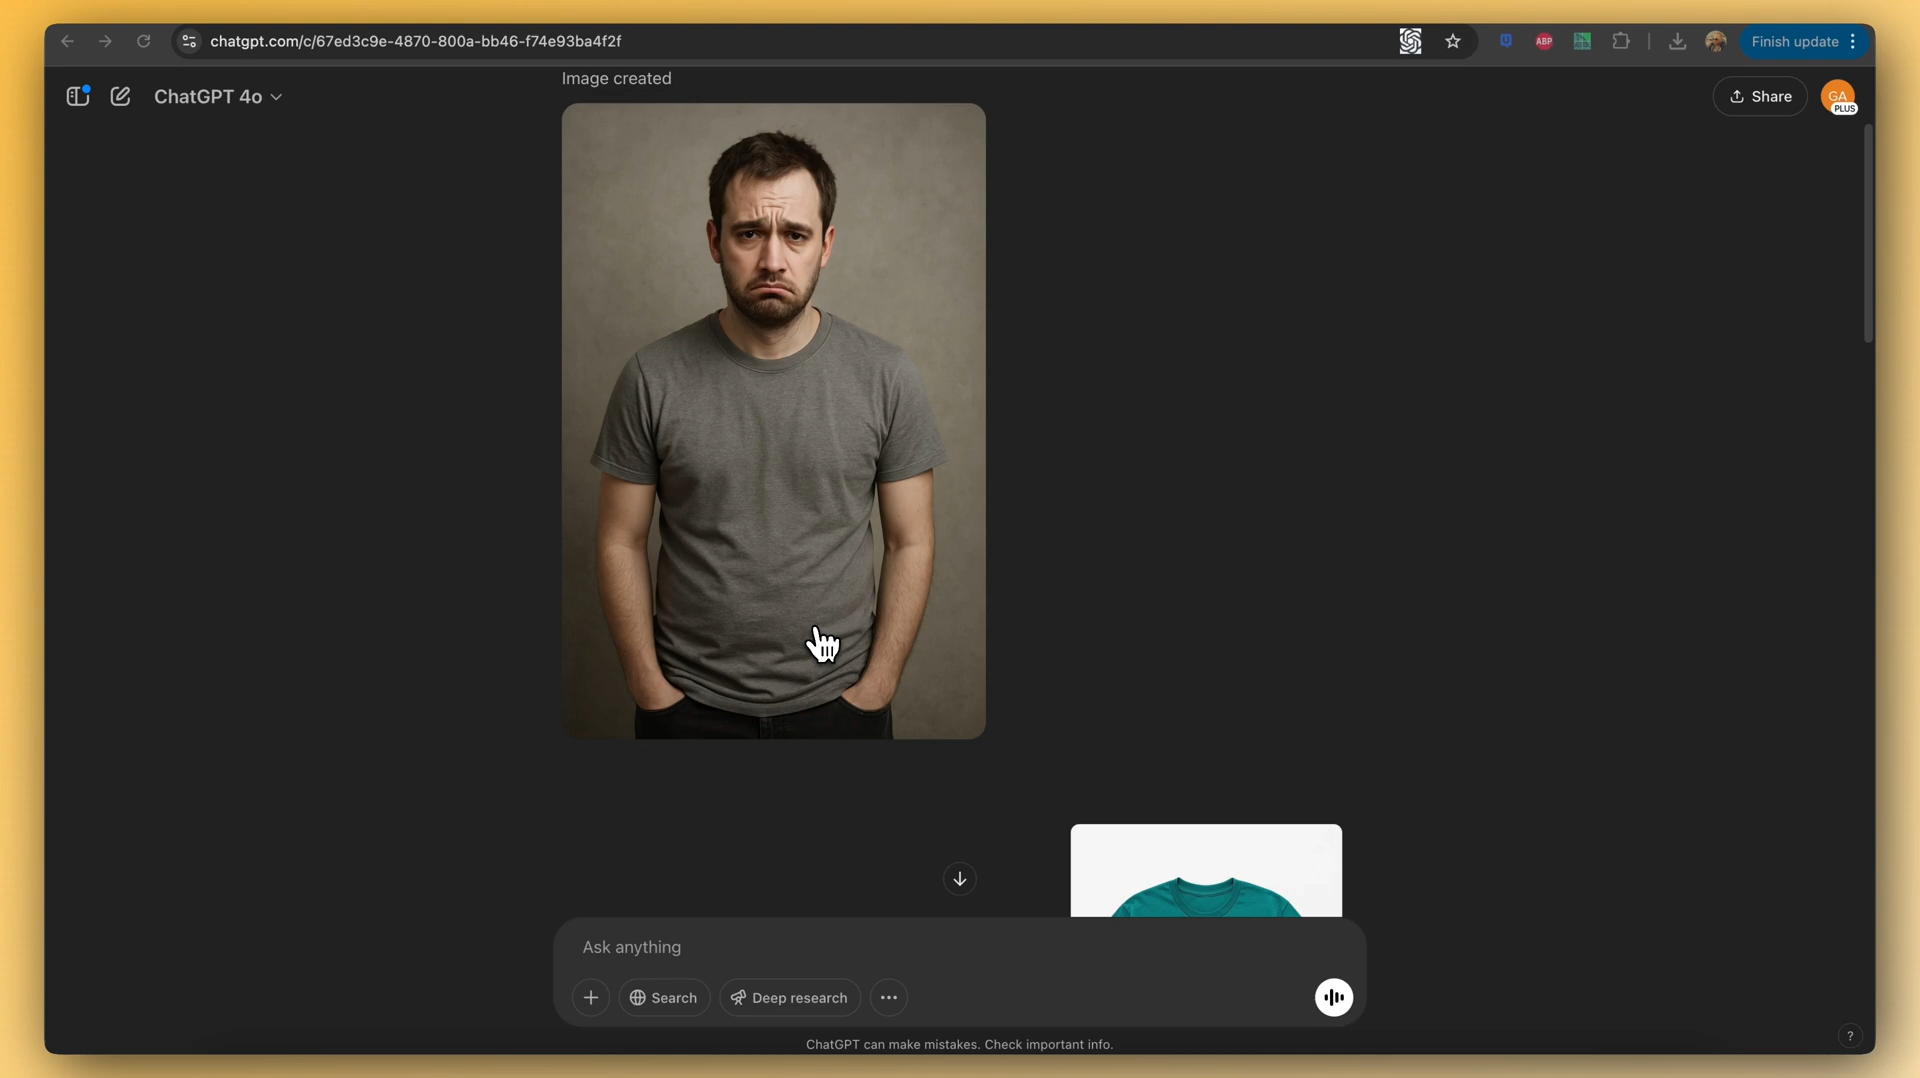 chatgpt.com/c/67ed3c9e-4870-800a-bb46-f74e93ba4f2f
ABP
Finish update
ChatGPT 4o
Share
GA
PLUS
Image created
Ask anything
Search
Deep research
ChatGPT can make mistakes. Check important info.
?